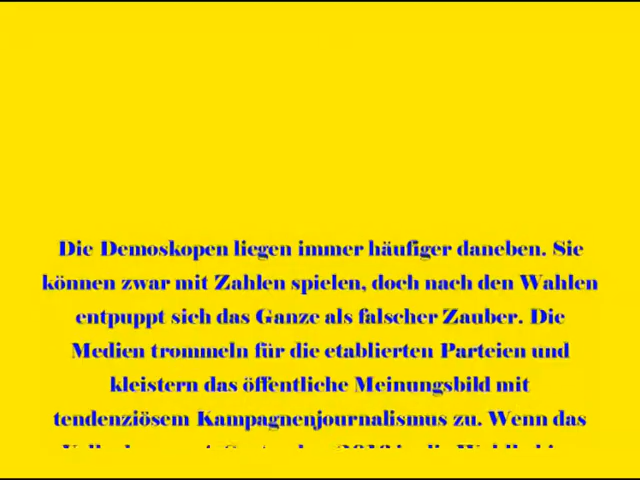 Die Demoskopen liegen immer häufiger daneben. Sie
können zwar mit Zahlen spielen, doch nach den Wahlen
entpuppt sich das Ganze als falscher Zauber. Die
Medien trommeln für die etablierten Parteien und
kleistern das öffentliche Meinungsbild mit
tendenziösem Kampagnenjournalismus zu. Wenn das